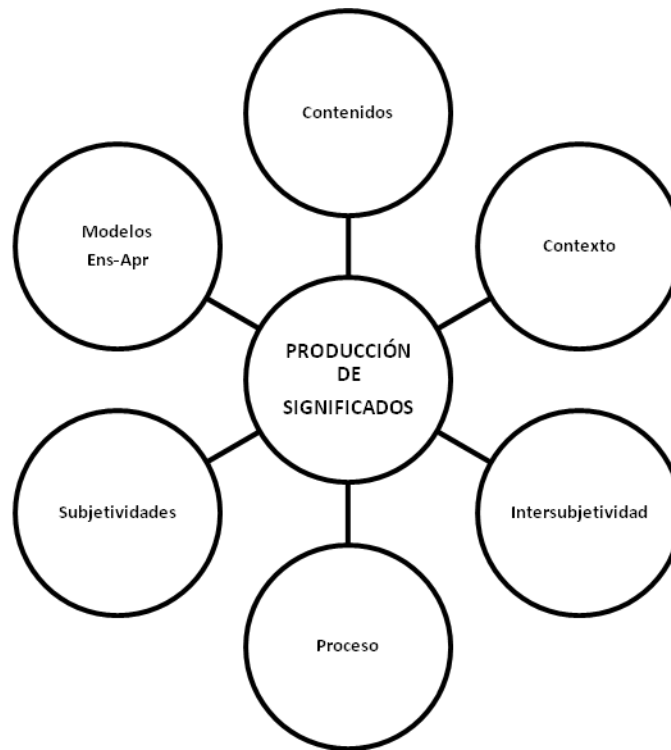 Contenidos
Modelos
Ens-Apr
Contexto
PRODUCCIÓN
DE
SIGNIFICADOS
Subjetividades
Intersubjetividad
Proceso